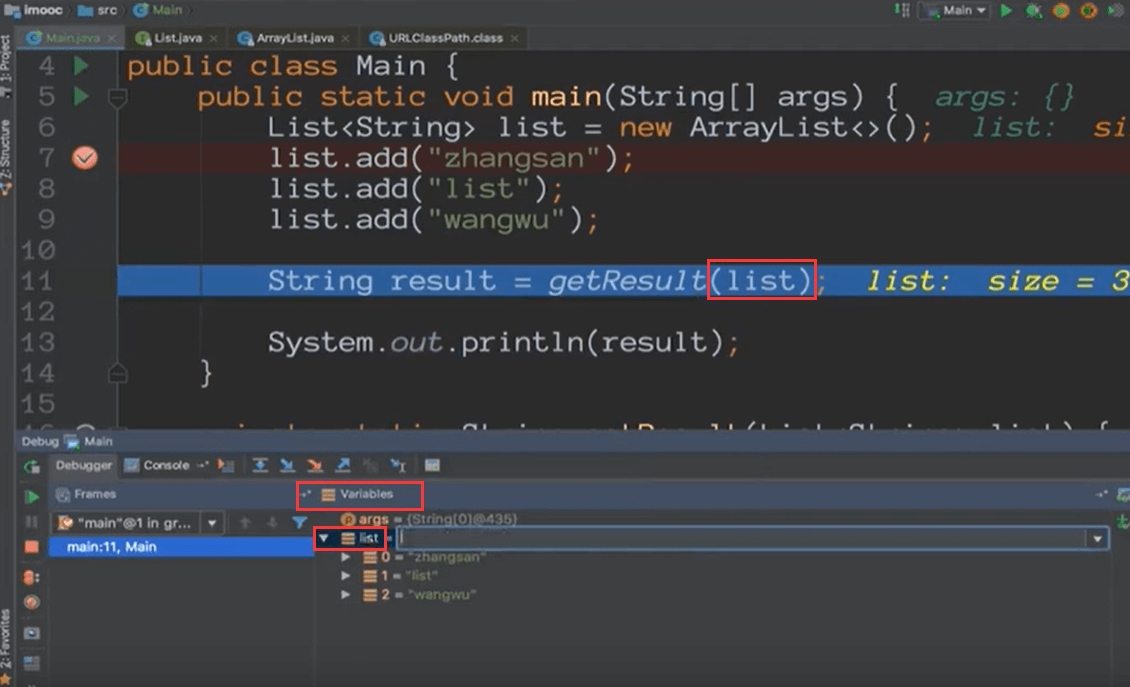 imooc src Main Main
1: Project
Main.java List.java ArrayList.java URLClassPath.class
4 public class Main {
5 public static void main(String[] args) { args: {}
6 List<String> list = new ArrayList<>(); list: si
7 list.add("zhangsan");
8 list.add("list");
9 list.add("wangwu");
10
11 String result = getResult(list); list: size = 3
12
13 System.out.println(result);
14 }
15
Z: Structure
Debug Main
Debugger Console
Frames Variables
"main"@1 in gr...
main:11, Main
args = {String[0]@435}
list =
0 = "zhangsan"
1 = "list"
2 = "wangwu"
2: Favorites